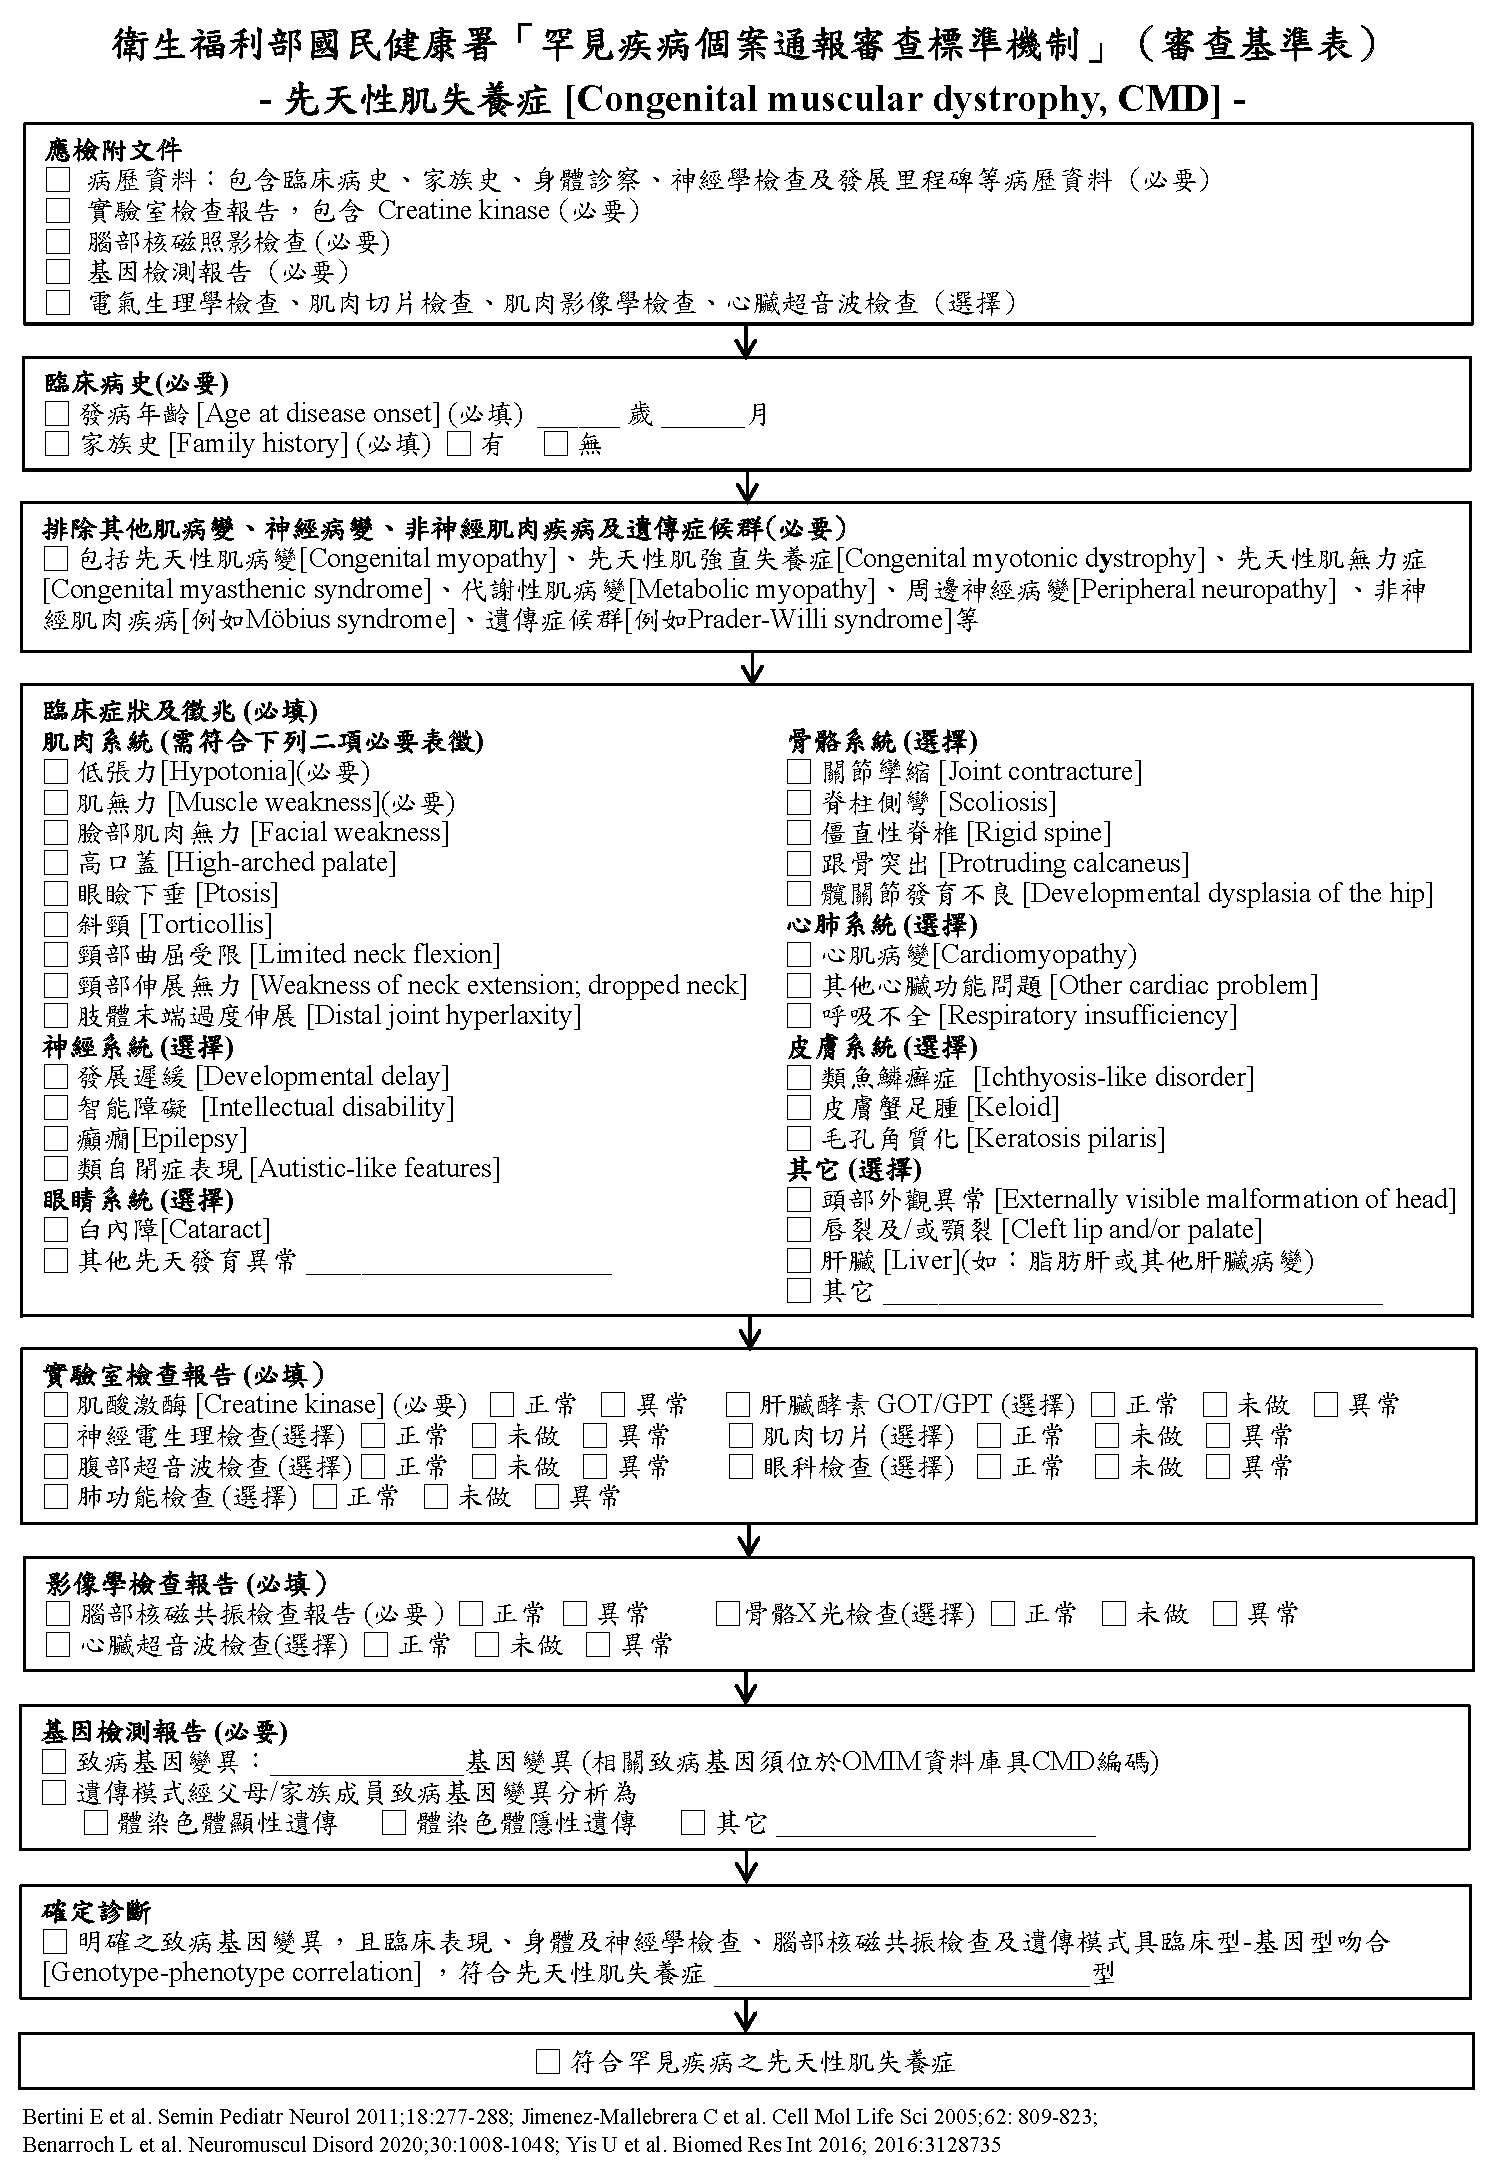 衛生福利部國民健康署「罕見疾病個案通報審查標準機制」（審查基準表）
- 先天性肌失養症 [Congenital muscular dystrophy, CMD] -
應檢附文件
□ 病歷資料：包含臨床病史、家族史、身體診察、神經學檢查及發展里程碑等病歷資料（必要）
□ 實驗室檢查報告，包含 Creatine kinase（必要）
□ 腦部核磁照影檢查 (必要)
□ 基因檢測報告（必要）
□ 電氣生理學檢查、肌肉切片檢查、肌肉影像學檢查、心臟超音波檢查（選擇）
臨床病史(必要)
□ 發病年齡 [Age at disease onset] (必填) ______ 歲 ______月
□ 家族史 [Family history] (必填) □ 有 □ 無
排除其他肌病變、神經病變、非神經肌肉疾病及遺傳症候群(必要)
□ 包括先天性肌病變[Congenital myopathy]、先天性肌強直失養症[Congenital myotonic dystrophy]、先天性肌無力症
[Congenital myasthenic syndrome]、代謝性肌病變[Metabolic myopathy]、周邊神經病變[Peripheral neuropathy] 、非神
經肌肉疾病[例如Möbius syndrome]、遺傳症候群[例如Prader-Willi syndrome]等
臨床症狀及徵兆 (必填)
肌肉系統 (需符合下列二項必要表徵)
□ 低張力[Hypotonia](必要)
□ 肌無力 [Muscle weakness](必要)
□ 臉部肌肉無力 [Facial weakness]
□ 高口蓋 [High-arched palate]
□ 眼瞼下垂 [Ptosis]
□ 斜頸 [Torticollis]
□ 頸部曲屈受限 [Limited neck flexion]
□ 頸部伸展無力 [Weakness of neck extension; dropped neck]
□ 肢體末端過度伸展 [Distal joint hyperlaxity]
神經系統 (選擇)
□ 發展遲緩 [Developmental delay]
□ 智能障礙 [Intellectual disability]
□ 癲癇[Epilepsy]
□ 類自閉症表現 [Autistic-like features]
眼睛系統 (選擇)
□ 白內障[Cataract]
□ 其他先天發育異常 ______________________
骨骼系統 (選擇)
□ 關節攣縮 [Joint contracture]
□ 脊柱側彎 [Scoliosis]
□ 僵直性脊椎 [Rigid spine]
□ 跟骨突出 [Protruding calcaneus]
□ 髖關節發育不良 [Developmental dysplasia of the hip]
心肺系統 (選擇)
□ 心肌病變[Cardiomyopathy)
□ 其他心臟功能問題 [Other cardiac problem]
□ 呼吸不全 [Respiratory insufficiency]
皮膚系統 (選擇)
□ 類魚鱗癬症 [Ichthyosis-like disorder]
□ 皮膚蟹足腫 [Keloid]
□ 毛孔角質化 [Keratosis pilaris]
其它 (選擇)
□ 頭部外觀異常 [Externally visible malformation of head]
□ 唇裂及/或顎裂 [Cleft lip and/or palate]
□ 肝臟 [Liver](如：脂肪肝或其他肝臟病變)
□ 其它 ____________________________________
實驗室檢查報告 (必填)
□ 肌酸激酶 [Creatine kinase] (必要) □ 正常 □ 異常 □ 肝臟酵素 GOT/GPT (選擇) □ 正常 □ 未做 □ 異常
□ 神經電生理檢查(選擇) □ 正常 □ 未做 □ 異常 □ 肌肉切片 (選擇) □ 正常 □ 未做 □ 異常
□ 腹部超音波檢查 (選擇) □ 正常 □ 未做 □ 異常 □ 眼科檢查 (選擇) □ 正常 □ 未做 □ 異常
□ 肺功能檢查 (選擇) □ 正常 □ 未做 □ 異常
影像學檢查報告 (必填)
□ 腦部核磁共振檢查報告 (必要) □ 正常 □ 異常 □骨骼X光檢查(選擇) □ 正常 □ 未做 □ 異常
□ 心臟超音波檢查(選擇) □ 正常 □ 未做 □ 異常
基因檢測報告 (必要)
□ 致病基因變異：______________基因變異 (相關致病基因須位於OMIM資料庫具CMD編碼)
□ 遺傳模式經父母/家族成員致病基因變異分析為
□ 體染色體顯性遺傳 □ 體染色體隱性遺傳 □ 其它 _______________________
確定診斷
□ 明確之致病基因變異，且臨床表現、身體及神經學檢查、腦部核磁共振檢查及遺傳模式具臨床型-基因型吻合
[Genotype-phenotype correlation] ，符合先天性肌失養症 ___________________________型
□ 符合罕見疾病之先天性肌失養症
Bertini E et al. Semin Pediatr Neurol 2011;18:277-288; Jimenez-Mallebrera C et al. Cell Mol Life Sci 2005;62: 809-823;
Benarroch L et al. Neuromuscul Disord 2020;30:1008-1048; Yis U et al. Biomed Res Int 2016; 2016:3128735